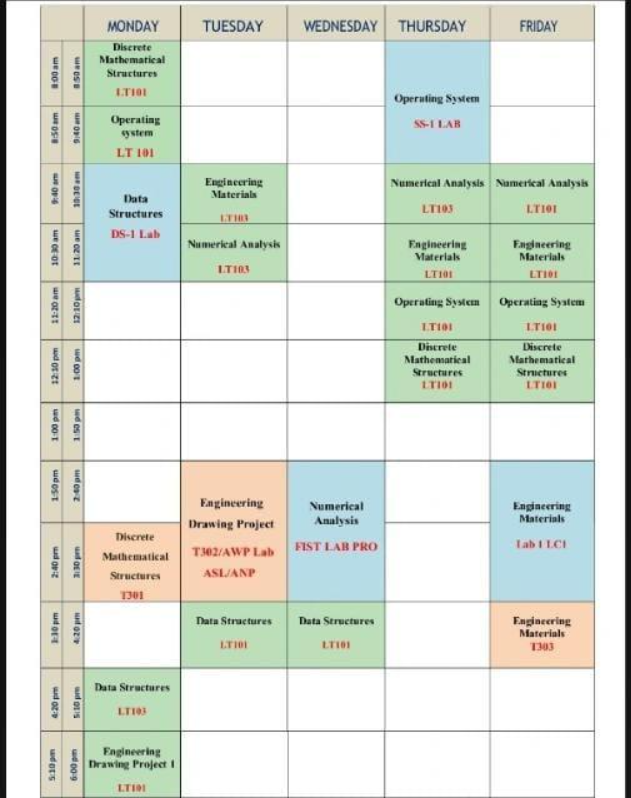 MONDAY TUESDAY WEDNESDAY THURSDAY FRIDAY
8:00 am
8:50 am
Discrete
Mathematical
Structures
LT101
Operating System
SS-1 LAB
8:50 am
9:40 am
Operating
system
LT 101
9:40 am
10:30 am
Data
Structures
DS-1 Lab
Engineering
Materials
LT103
Numerical Analysis
LT103
Numerical Analysis
LT101
10:30 am
11:20 am
Numerical Analysis
LT103
Engineering
Materials
LT101
Engineering
Materials
LT101
11:20 am
12:10 pm
Operating System
LT101
Operating System
LT101
12:10 pm
1:00 pm
Discrete
Mathematical
Structures
LT101
Discrete
Mathematical
Structures
LT101
1:00 pm
1:50 pm
1:50 pm
2:40 pm
Engineering
Drawing Project
T302/AWP Lab
ASL/ANP
Numerical
Analysis
FIST LAB PRO
Engineering
Materials
Lab 1 LC1
2:40 pm
3:30 pm
Discrete
Mathematical
Structures
T301
3:30 pm
4:20 pm
Data Structures
LT101
Data Structures
LT101
Engineering
Materials
T303
4:20 pm
5:10 pm
Data Structures
LT103
5:10 pm
6:00 pm
Engineering
Drawing Project 1
LT101